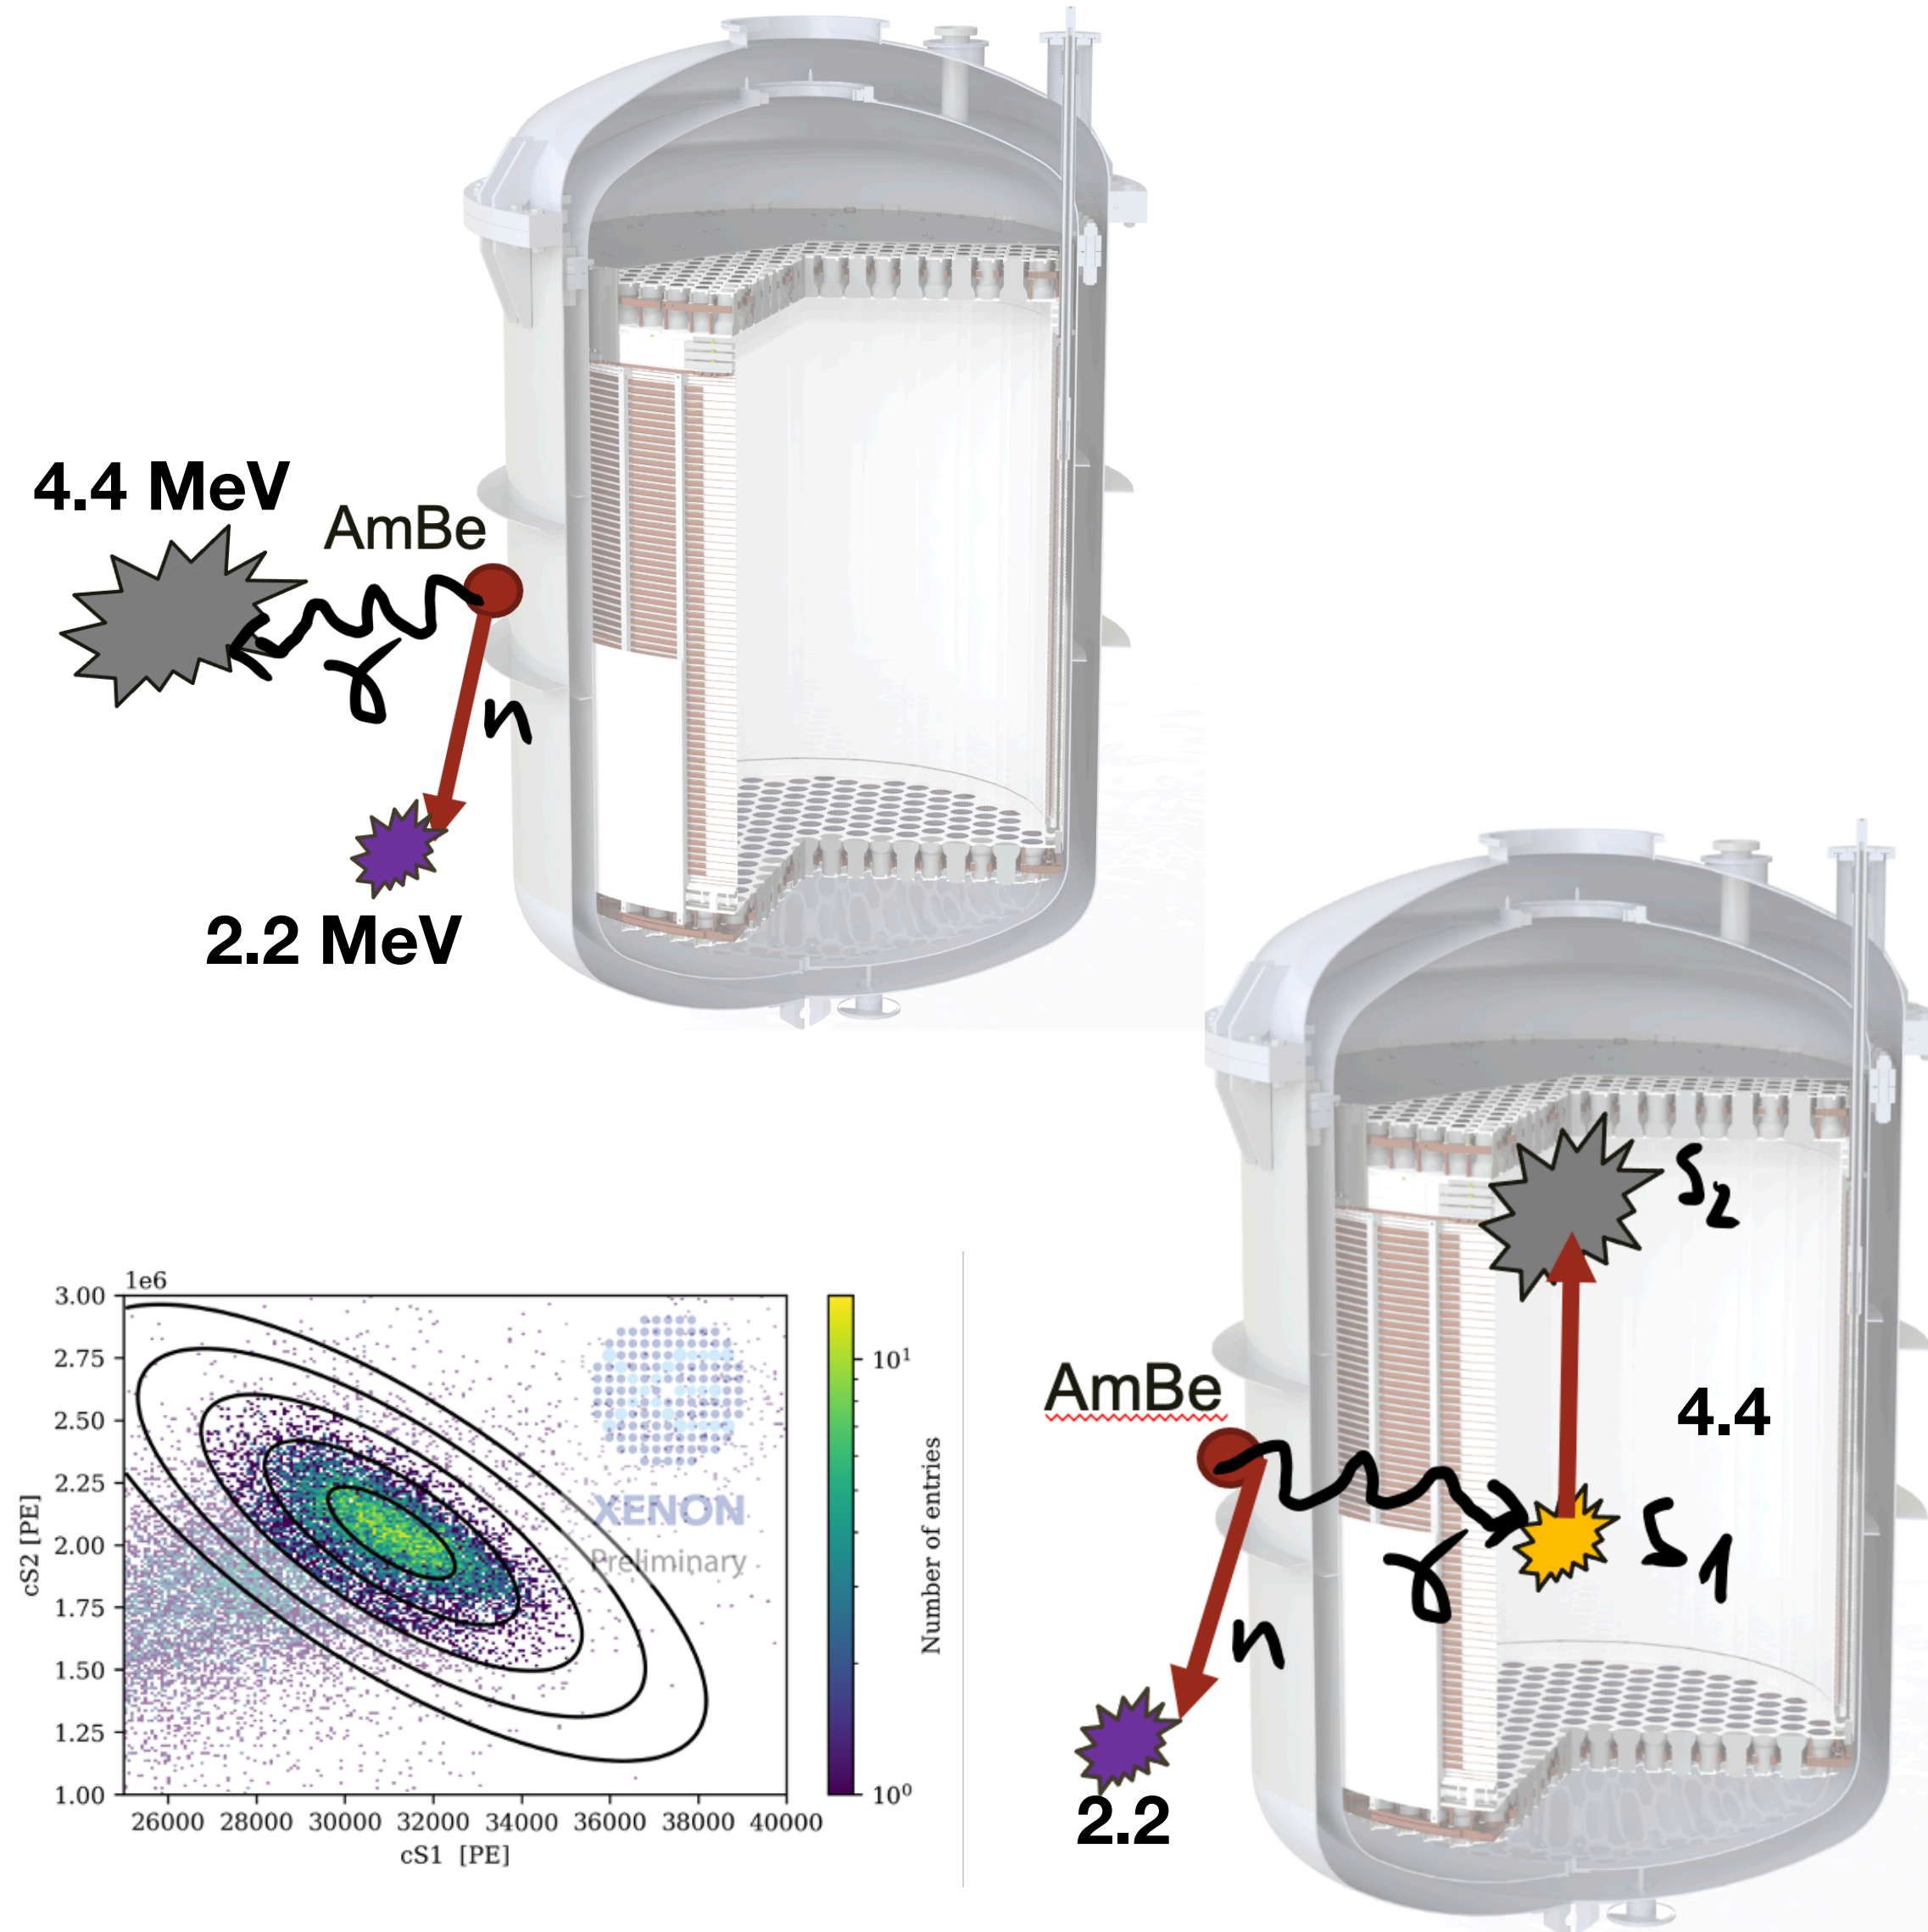 4.4 MeV
AmBe
γ
n
2.2 MeV
S2
AmBe
4.4
γ
S1
n
2.2
1e6
3.00
2.75
2.50
2.25
2.00
1.75
1.50
1.25
1.00
cS2 [PE]
26000 28000 30000 32000 34000 36000 38000 40000
cS1 [PE]
XENON
Preliminary
10¹
10⁰
Number of entries